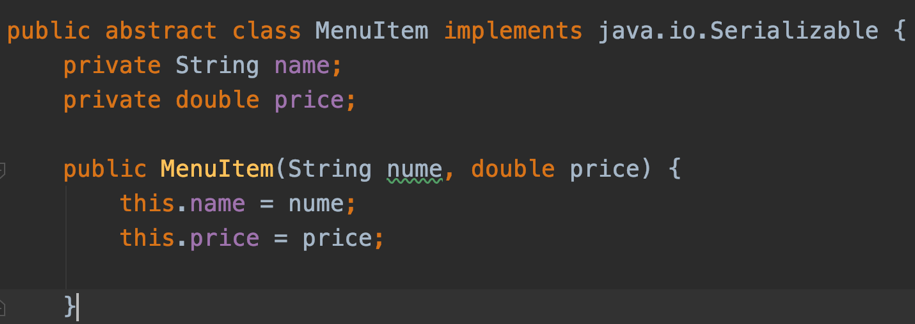 public abstract class MenuItem implements java.io.Serializable {
private String name;
private double price;
public MenuItem(String nume, double price) {
this.name = nume;
this.price = price;
}